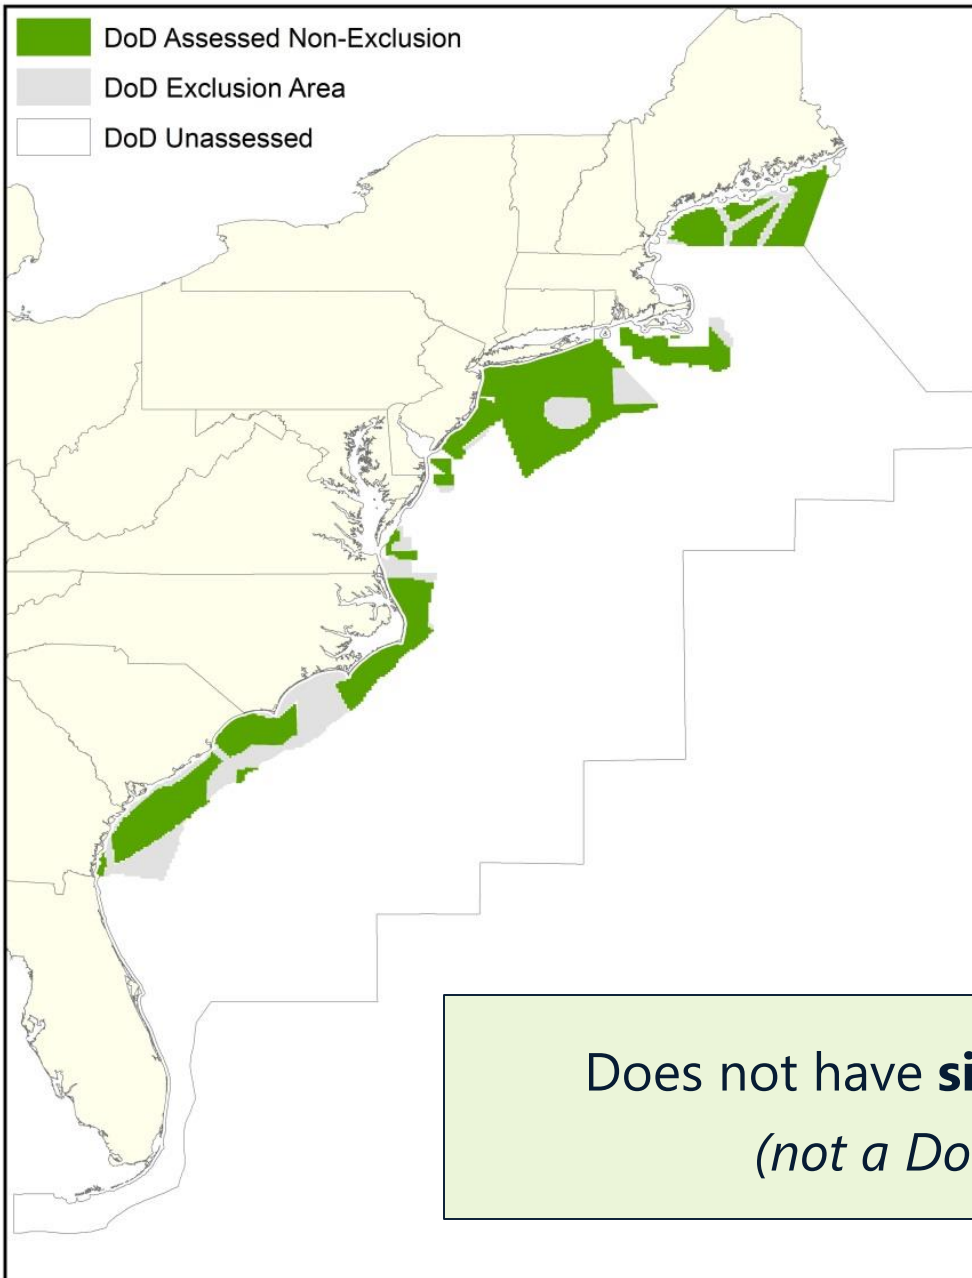 DoD Assessed Non-Exclusion
DoD Exclusion Area
DoD Unassessed
Does not have
(not a